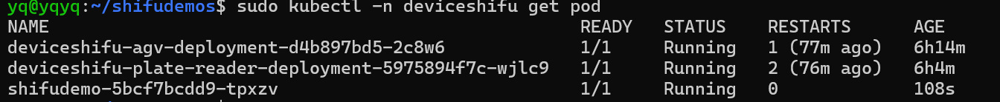 yq@yqyq:~/shifudemos$ sudo kubectl -n deviceshifu get pod
NAME READY STATUS RESTARTS AGE
deviceshifu-agv-deployment-d4b897bd5-2c8w6 1/1 Running 1 (77m ago) 6h14m
deviceshifu-plate-reader-deployment-5975894f7c-wjlc9 1/1 Running 2 (76m ago) 6h4m
shifudemo-5bcf7bcdd9-tpxzv 1/1 Running 0 108s